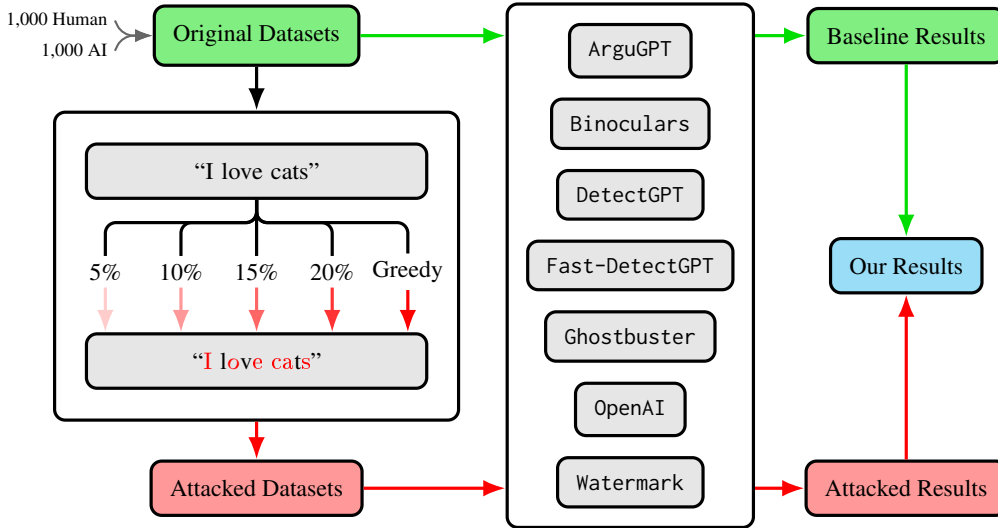 1,000 Human
1,000 AI
Original Datasets
“I love cats”
5%
10%
15%
20%
Greedy
“I love cats”
Attacked Datasets
ArguGPT
Binoculars
DetectGPT
Fast-DetectGPT
Ghostbuster
OpenAI
Watermark
Baseline Results
Our Results
Attacked Results